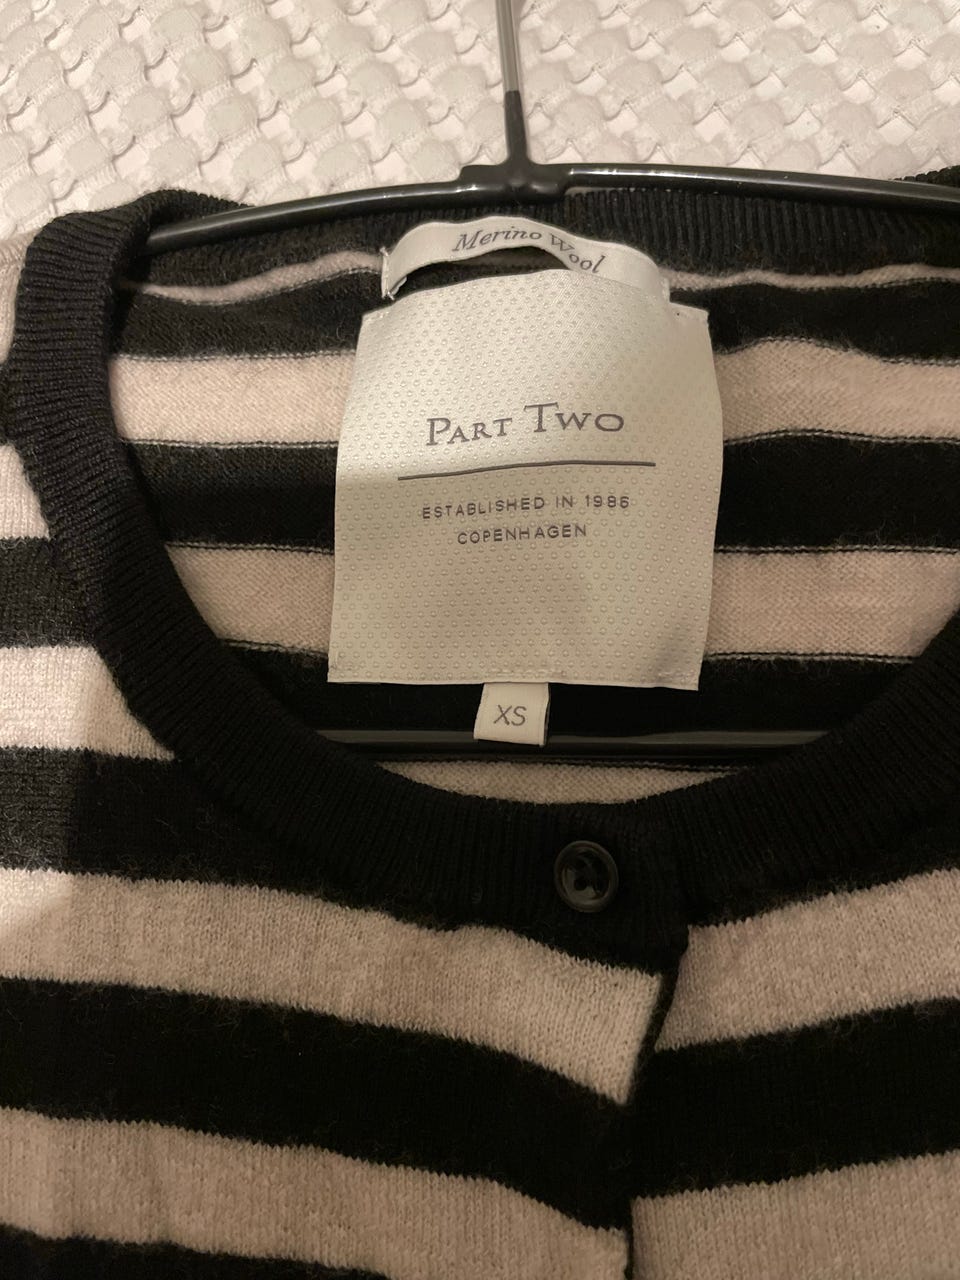 Merino Wool
PART TWO
ESTABLISHED IN 1986
COPENHAGEN
XS